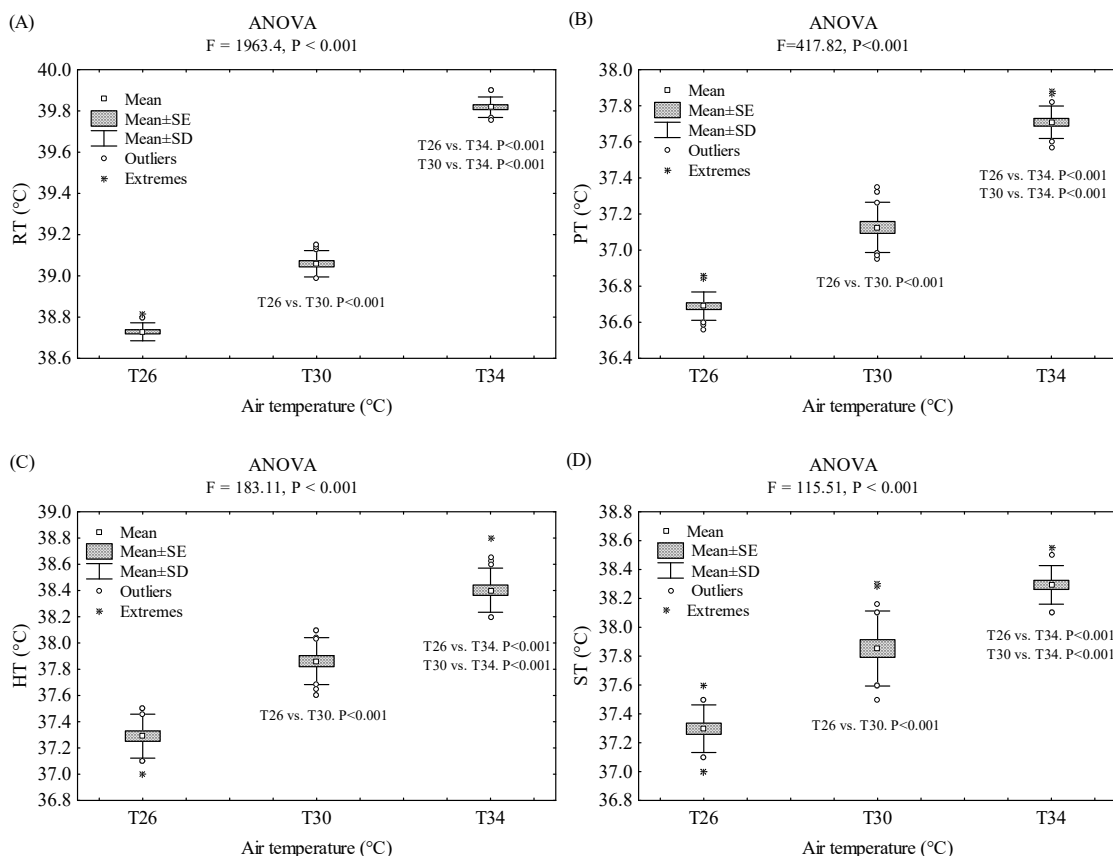 (A)
ANOVA
F = 1963.4, P < 0.001
40.0
39.8
39.6
39.4
39.2
39.0
38.8
38.6
RT (°C)
Mean
Mean±SE
Mean±SD
Outliers
Extremes
T26 vs. T34. P<0.001
T30 vs. T34. P<0.001
T26 vs. T30. P<0.001
T26 T30 T34
Air temperature (°C)
(B)
ANOVA
F=417.82, P<0.001
38.0
37.8
37.6
37.4
37.2
37.0
36.8
36.6
36.4
PT (°C)
Mean
Mean±SE
Mean±SD
Outliers
Extremes
T26 vs. T34. P<0.001
T30 vs. T34. P<0.001
T26 vs. T30. P<0.001
T26 T30 T34
Air temperature (°C)
(C)
ANOVA
F = 183.11, P < 0.001
39.0
38.8
38.6
38.4
38.2
38.0
37.8
37.6
37.4
37.2
37.0
36.8
HT (°C)
Mean
Mean±SE
Mean±SD
Outliers
Extremes
T26 vs. T34. P<0.001
T30 vs. T34. P<0.001
T26 vs. T30. P<0.001
T26 T30 T34
Air temperature (°C)
(D)
ANOVA
F = 115.51, P < 0.001
38.8
38.6
38.4
38.2
38.0
37.8
37.6
37.4
37.2
37.0
36.8
ST (°C)
Mean
Mean±SE
Mean±SD
Outliers
Extremes
T26 vs. T34. P<0.001
T30 vs. T34. P<0.001
T26 vs. T30. P<0.001
T26 T30 T34
Air temperature (°C)